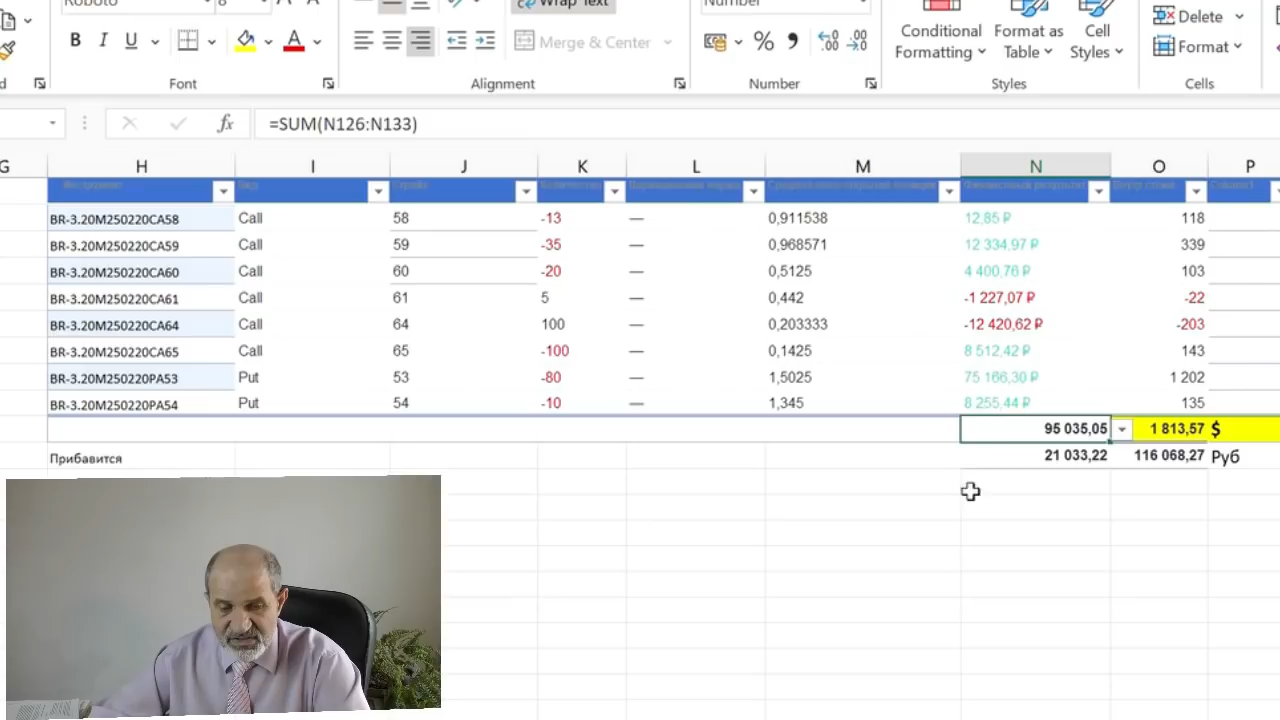 Roboto 8 Wrap Text Number
B I U A Merge & Center % Conditional Formatting Format as Table Cell Styles Delete Format
Font Alignment Number Styles Cells
fx =SUM(N126:N133)
G H I J K L M N O P
BR-3.20M250220CA58 Call 58 -13 — 0,911538 12,85 ₽ 118
BR-3.20M250220CA59 Call 59 -35 — 0,968571 12 334,97 ₽ 339
BR-3.20M250220CA60 Call 60 -20 — 0,5125 4 400,76 ₽ 103
BR-3.20M250220CA61 Call 61 5 — 0,442 -1 227,07 ₽ -22
BR-3.20M250220CA64 Call 64 100 — 0,203333 -12 420,62 ₽ -203
BR-3.20M250220CA65 Call 65 -100 — 0,1425 8 512,42 ₽ 143
BR-3.20M250220PA53 Put 53 -80 — 1,5025 75 166,30 ₽ 1 202
BR-3.20M250220PA54 Put 54 -10 — 1,345 8 255,44 ₽ 135
95 035,05 1 813,57 $
Прибавится 21 033,22 116 068,27 Руб